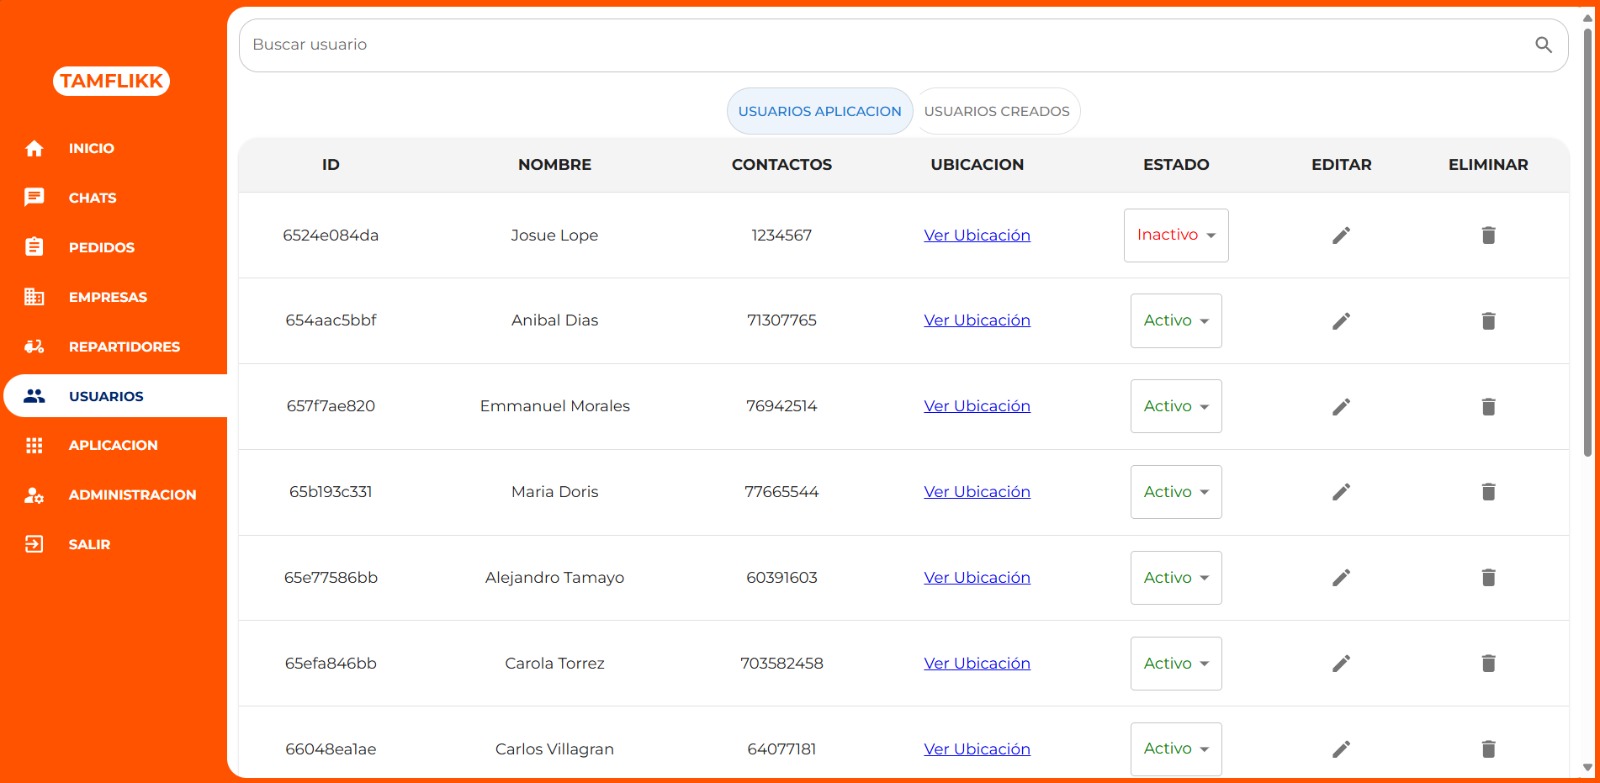 TAMFLIKK
INICIO
CHATS
PEDIDOS
EMPRESAS
REPARTIDORES
USUARIOS
APLICACION
ADMINISTRACION
SALIR
Buscar usuario
USUARIOS APLICACION USUARIOS CREADOS
ID NOMBRE CONTACTOS UBICACION ESTADO EDITAR ELIMINAR
6524e084da Josue Lope 1234567 Ver Ubicación Inactivo
654aac5bbf Anibal Dias 71307765 Ver Ubicación Activo
657f7ae820 Emmanuel Morales 76942514 Ver Ubicación Activo
65b193c331 Maria Doris 77665544 Ver Ubicación Activo
65e77586bb Alejandro Tamayo 60391603 Ver Ubicación Activo
65efa846bb Carola Torrez 703582458 Ver Ubicación Activo
66048ea1ae Carlos Villagran 64077181 Ver Ubicación Activo